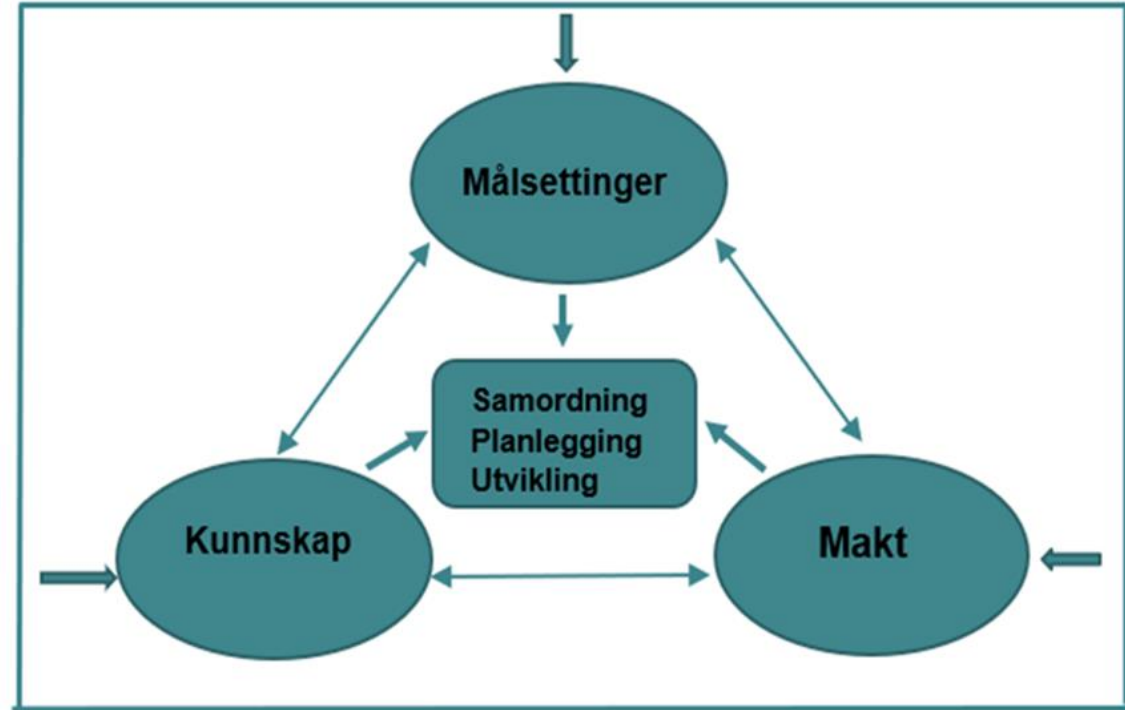 Målsettinger
Samordning
Planlegging
Utvikling
Kunnskap
Makt